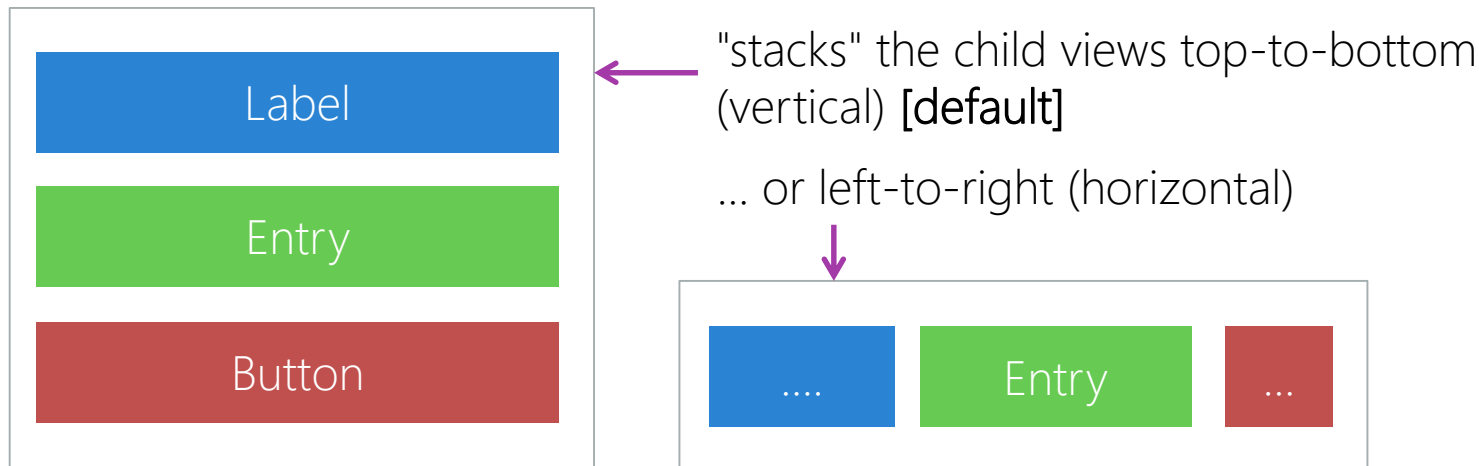 Label
Entry
Button
"stacks" the child views top-to-bottom
(vertical) [default]
... or left-to-right (horizontal)
....
Entry
...